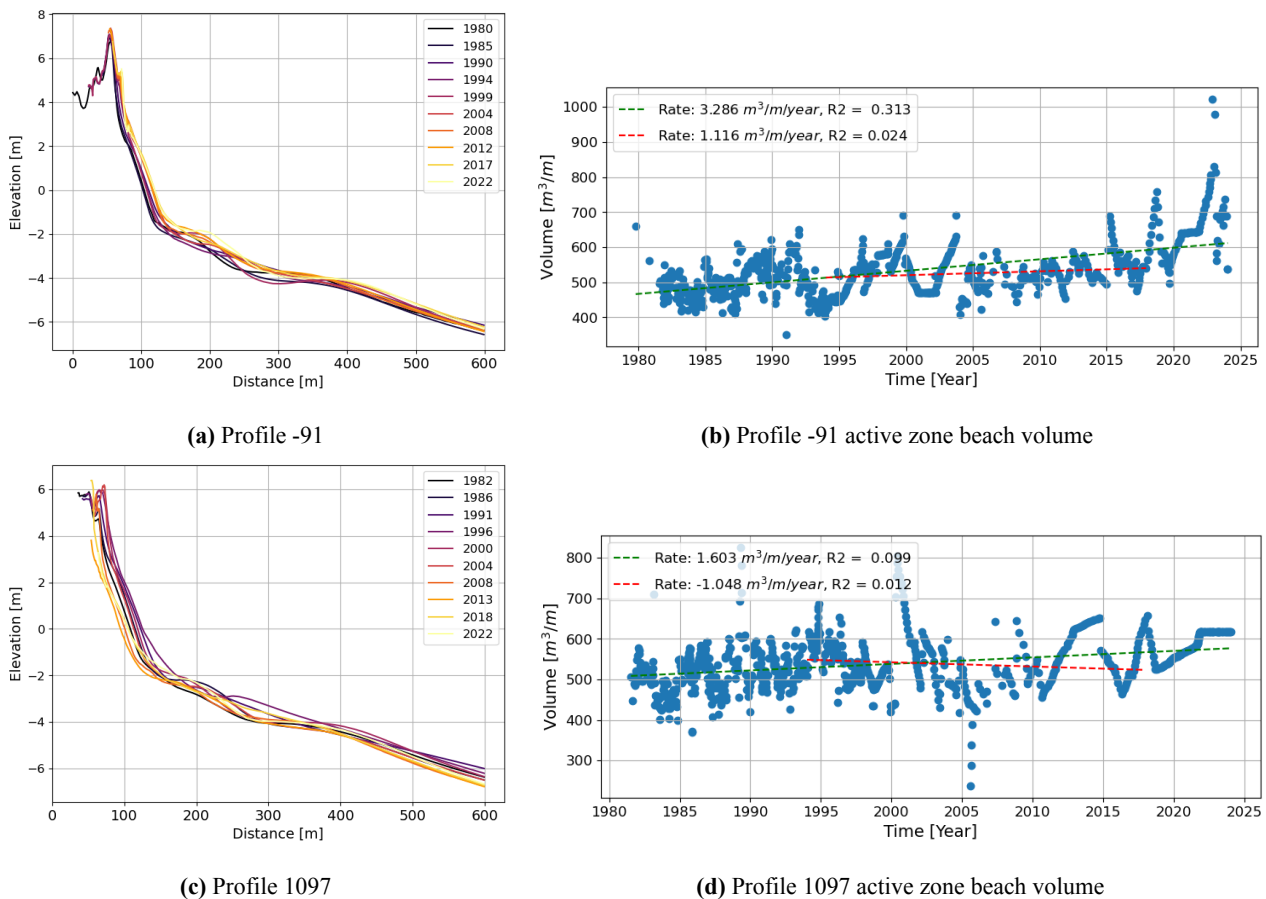 8
6
4
2
0
−2
−4
−6
Elevation [m]
0 100 200 300 400 500 600
Distance [m]
1980
1985
1990
1994
1999
2004
2008
2012
2017
2022
(a) Profile -91
1000
900
800
700
600
500
400
Volume [m³/m]
Rate: 3.286 m³/m/year, R2 = 0.313
Rate: 1.116 m³/m/year, R2 = 0.024
1980 1985 1990 1995 2000 2005 2010 2015 2020 2025
Time [Year]
(b) Profile -91 active zone beach volume
6
4
2
0
−2
−4
−6
Elevation [m]
0 100 200 300 400 500 600
Distance [m]
1982
1986
1991
1996
2000
2004
2008
2013
2018
2022
(c) Profile 1097
800
700
600
500
400
300
Volume [m³/m]
Rate: 1.603 m³/m/year, R2 = 0.099
Rate: -1.048 m³/m/year, R2 = 0.012
1980 1985 1990 1995 2000 2005 2010 2015 2020 2025
Time [Year]
(d) Profile 1097 active zone beach volume